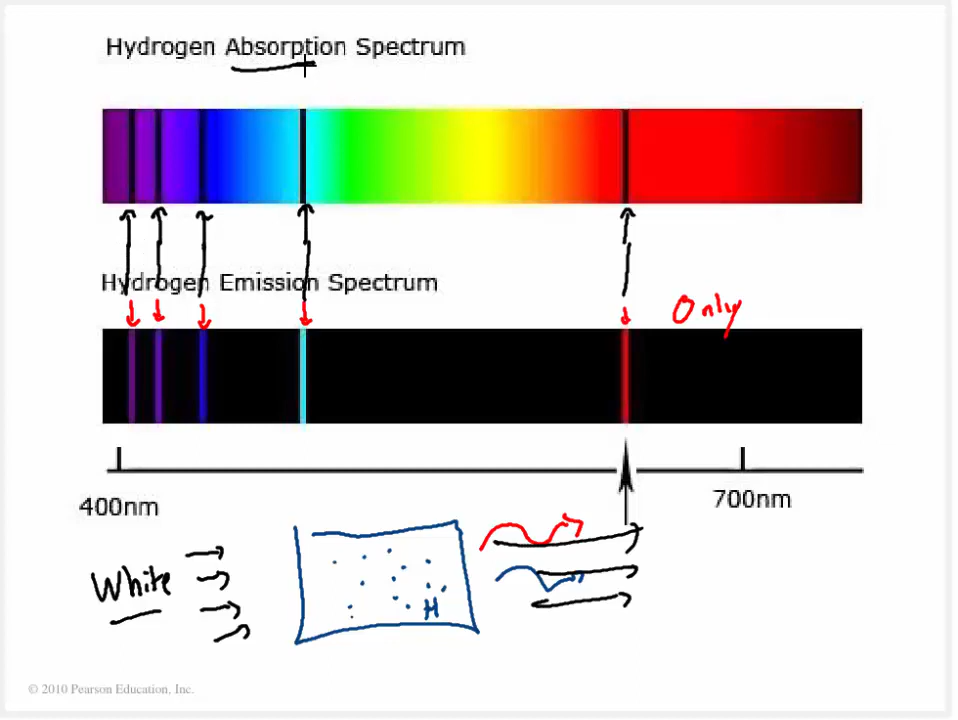 Hydrogen Absorption Spectrum
Hydrogen Emission Spectrum
Only
400nm
700nm
White
H
© 2010 Pearson Education, Inc.